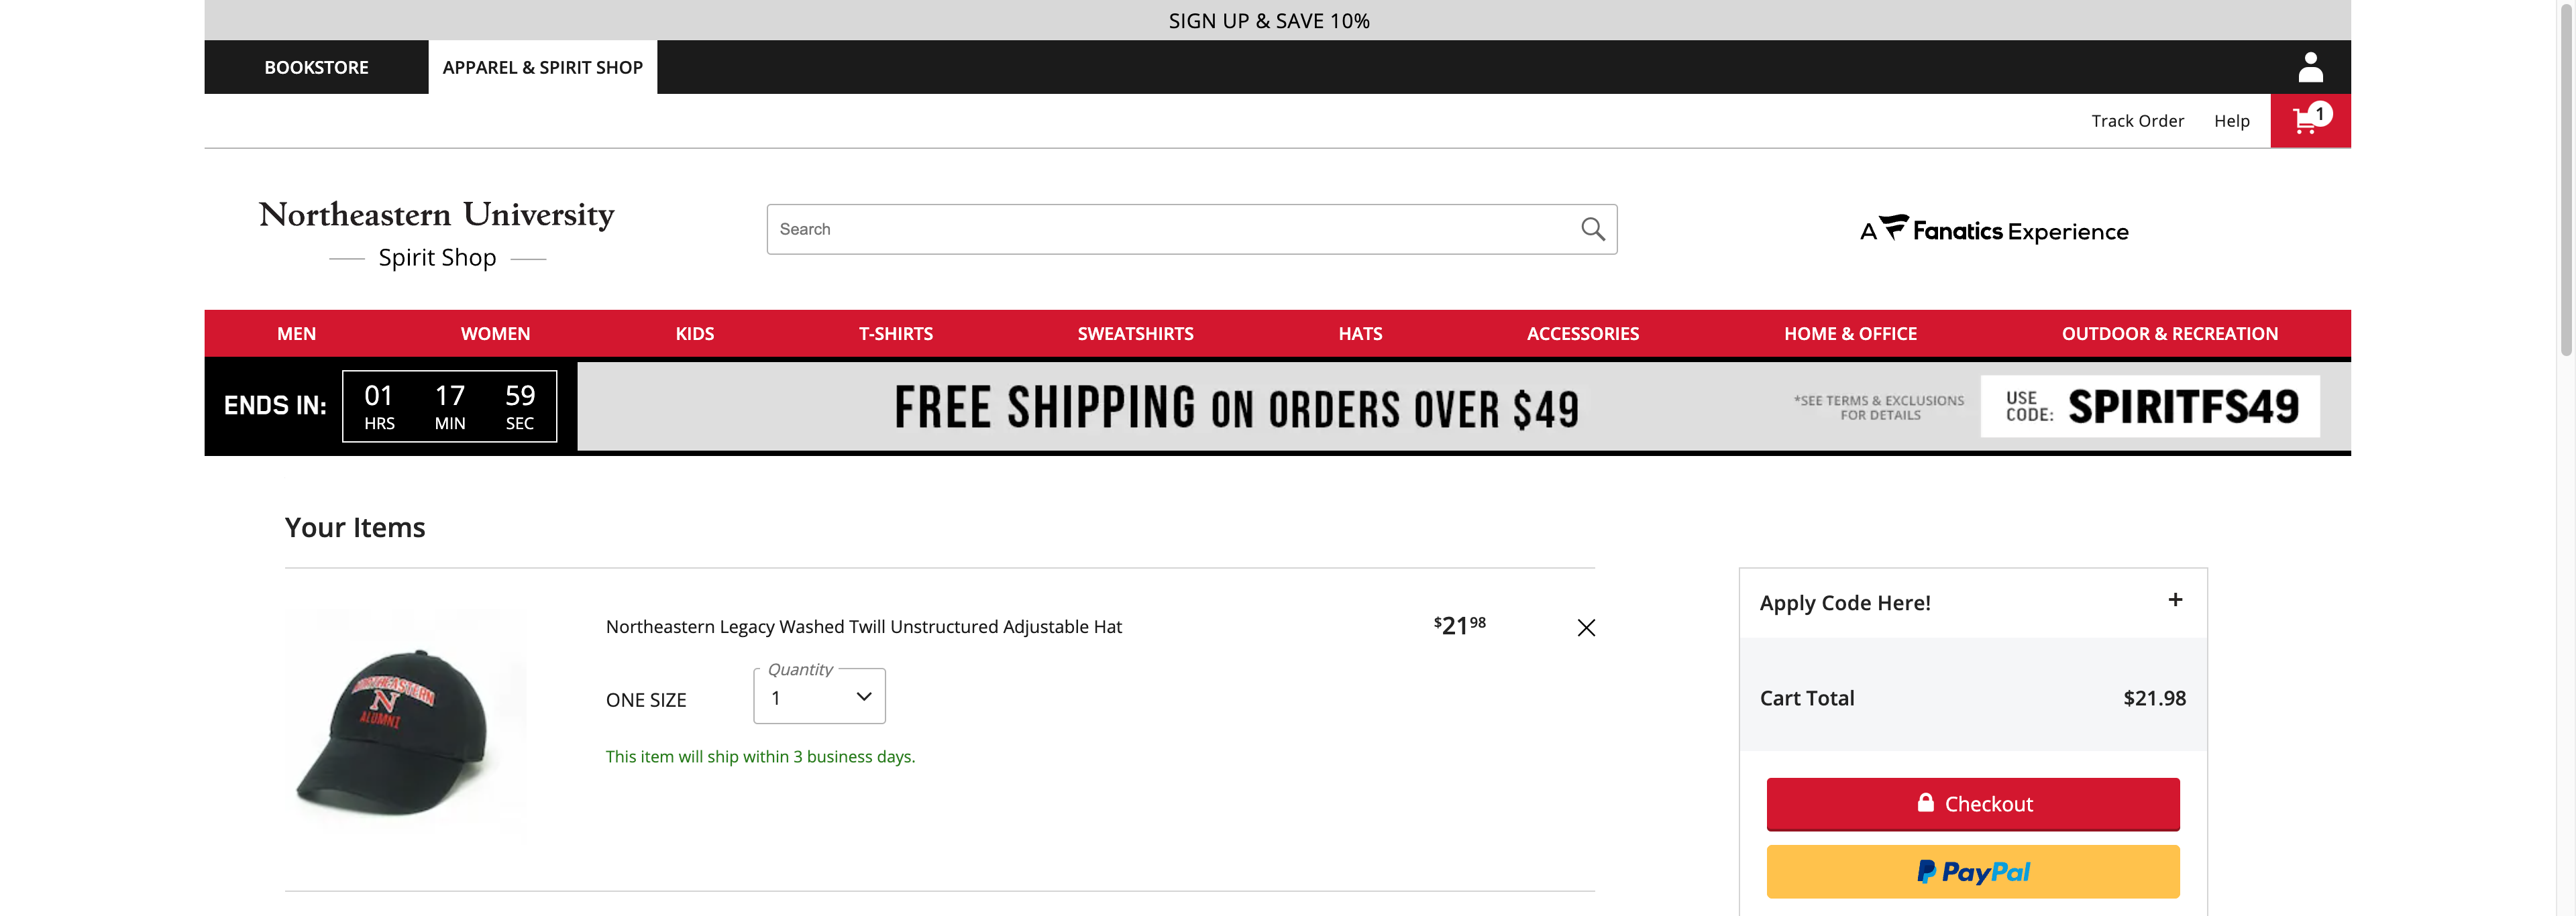 SIGN UP & SAVE 10%
BOOKSTORE
APPAREL & SPIRIT SHOP
Track Order
Help
1
Northeastern University
Spirit Shop
Search
A Fanatics Experience
MEN
WOMEN
KIDS
T-SHIRTS
SWEATSHIRTS
HATS
ACCESSORIES
HOME & OFFICE
OUTDOOR & RECREATION
ENDS IN:
01 17 59
HRS MIN SEC
FREE SHIPPING ON ORDERS OVER $49
*SEE TERMS & EXCLUSIONS
FOR DETAILS
USE
CODE:
SPIRITFS49
Your Items
NORTHEASTERN
N
ALUMNI
Northeastern Legacy Washed Twill Unstructured Adjustable Hat
$21.98
ONE SIZE
Quantity
1
This item will ship within 3 business days.
Apply Code Here!
+
Cart Total
$21.98
Checkout
PayPal